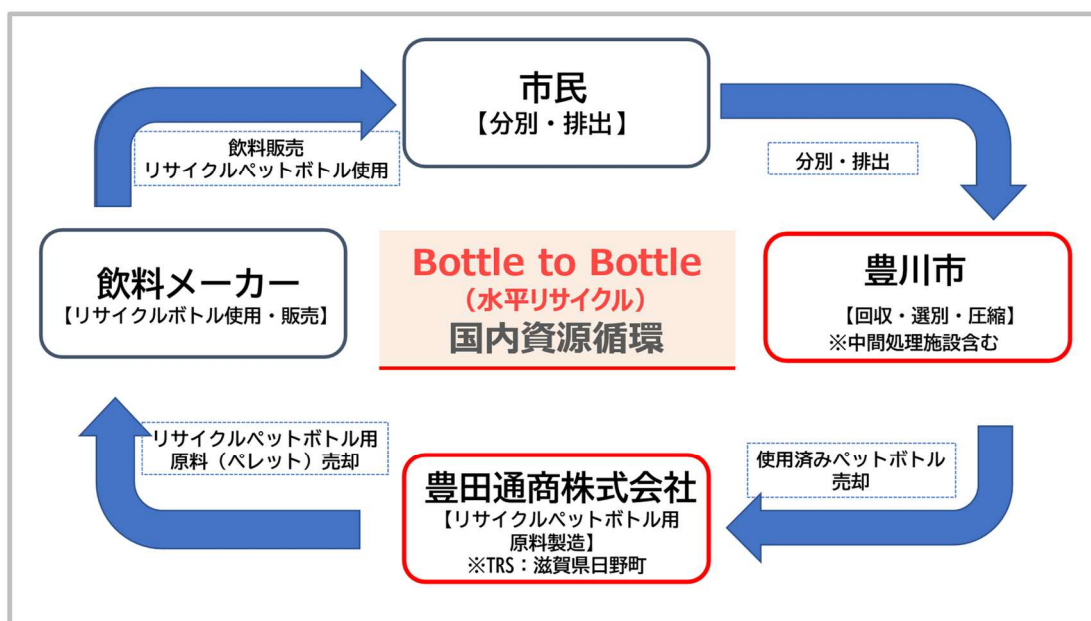 市民
【分別・排出】
飲料販売
リサイクルペットボトル使用
分別・排出
飲料メーカー
【リサイクルボトル使用・販売】
Bottle to Bottle
(水平リサイクル)
国内資源循環
豊川市
【回収・選別・圧縮】
※中間処理施設含む
リサイクルペットボトル用
原料（ペレット）売却
豊田通商株式会社
【リサイクルペットボトル用
原料製造】
※TRS：滋賀県日野町
使用済みペットボトル
売却